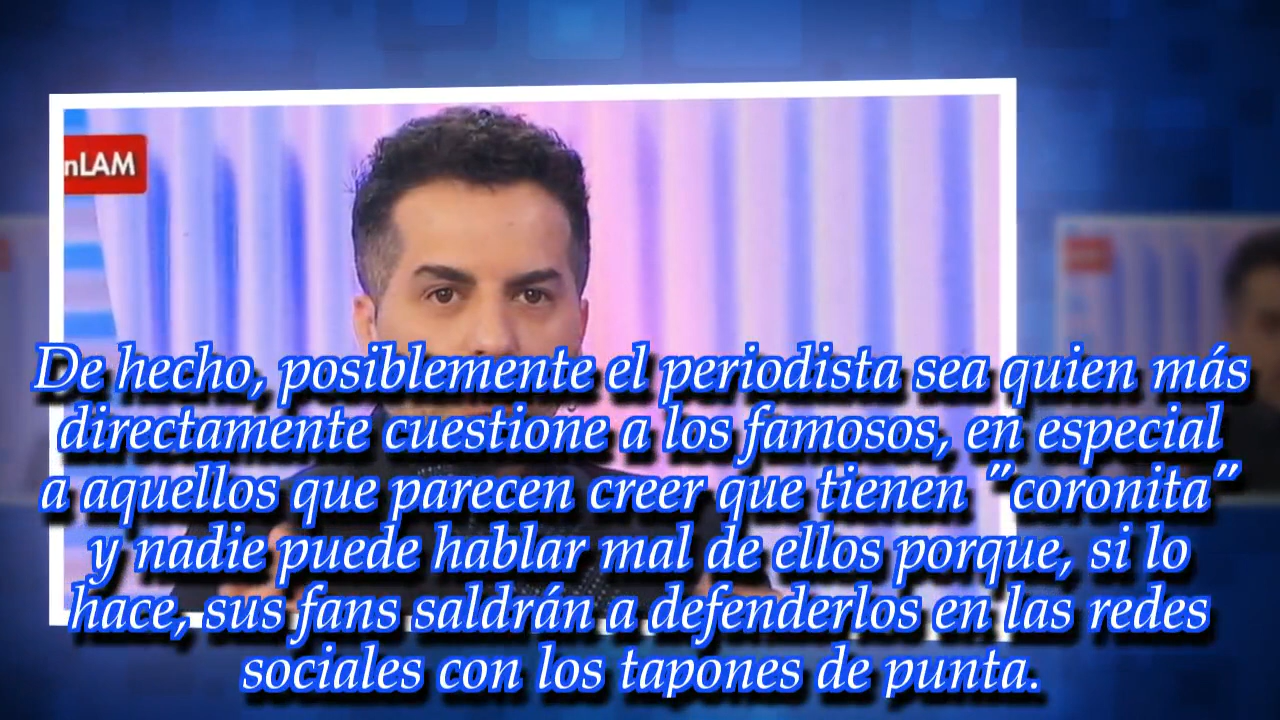 nLAM
De hecho, posiblemente el periodista sea quien más
directamente cuestione a los famosos, en especial
a aquellos que parecen creer que tienen "coronita"
y nadie puede hablar mal de ellos porque, si lo
hace, sus fans saldrán a defenderlos en las redes
sociales con los tapones de punta.